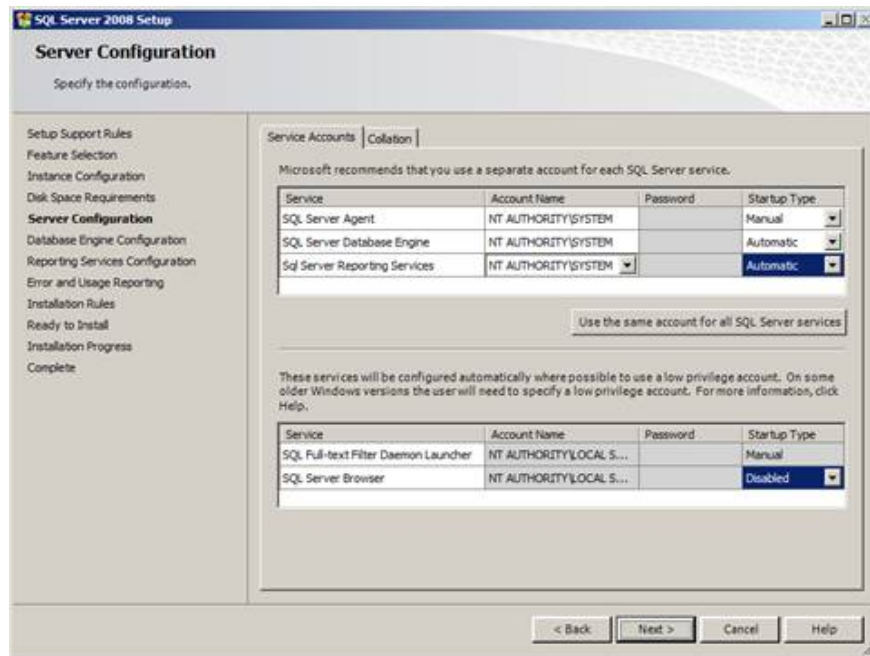 SQL Server 2008 Setup
Server Configuration
Specify the configuration.
Setup Support Rules
Feature Selection
Instance Configuration
Disk Space Requirements
Server Configuration
Database Engine Configuration
Reporting Services Configuration
Error and Usage Reporting
Installation Rules
Ready to Install
Installation Progress
Complete
Service Accounts Collation
Microsoft recommends that you use a separate account for each SQL Server service.
Service Account Name Password Startup Type
SQL Server Agent NT AUTHORITY\SYSTEM Manual
SQL Server Database Engine NT AUTHORITY\SYSTEM Automatic
Sql Server Reporting Services NT AUTHORITY\SYSTEM Automatic
Use the same account for all SQL Server services
These services will be configured automatically where possible to use a low privilege account. On some
older Windows versions the user will need to specify a low privilege account. For more information, click
Help.
Service Account Name Password Startup Type
SQL Full-text Filter Daemon Launcher NT AUTHORITY\LOCAL S... Manual
SQL Server Browser NT AUTHORITY\LOCAL S... Disabled
< Back Next > Cancel Help